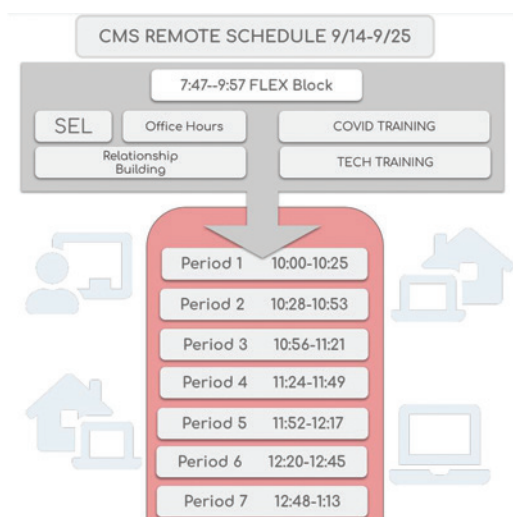 CMS REMOTE SCHEDULE 9/14-9/25
7:47--9:57 FLEX Block
SEL
Office Hours
COVID TRAINING
Relationship
Building
TECH TRAINING
Period 1 10:00-10:25
Period 2 10:28-10:53
Period 3 10:56-11:21
Period 4 11:24-11:49
Period 5 11:52-12:17
Period 6 12:20-12:45
Period 7 12:48-1:13